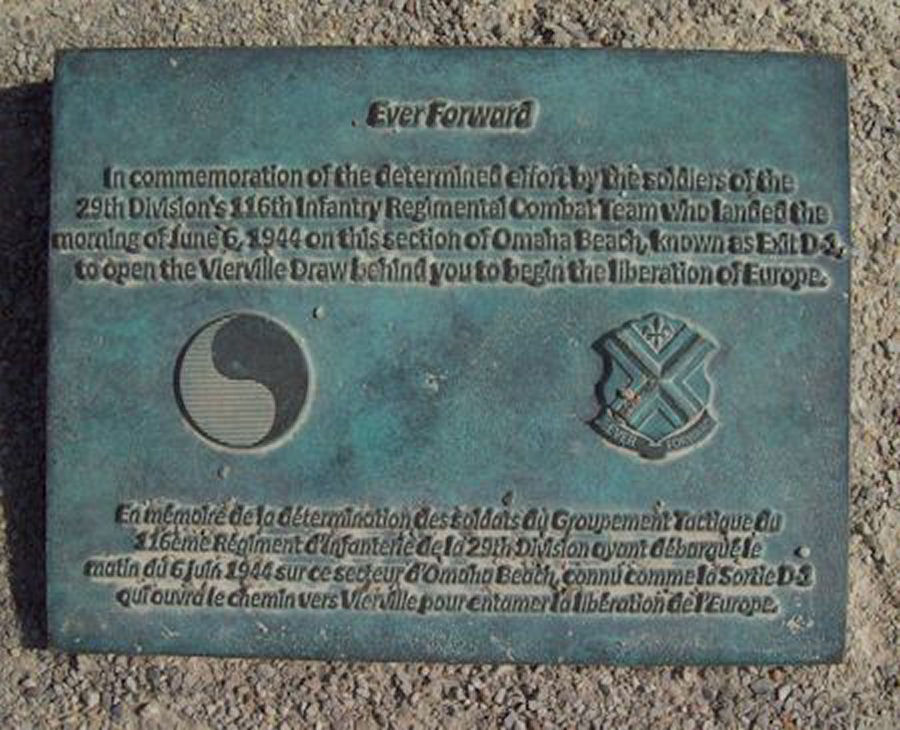 Ever Forward
In commemoration of the determined effort by the soldiers of the
29th Division's 116th Infantry Regimental Combat Team who landed the
morning of June 6, 1944 on this section of Omaha Beach, known as Exit D-1,
to open the Vierville Draw behind you to begin the liberation of Europe.
EVER FORWARD
En mémoire de la détermination des soldats du Groupement Tactique du
116ème Régiment d'Infanterie de la 29th Division ayant débarqué le
matin du 6 juin 1944 sur ce secteur d'Omaha Beach, connu comme la Sortie D-1
qui ouvra le chemin vers Vierville pour entamer la libération de l'Europe.